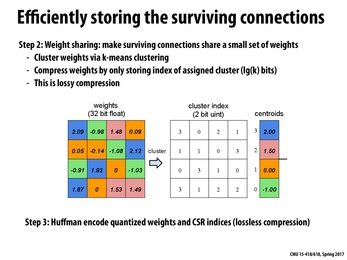 Efficiently storing the surviving connections
Step 2: Weight sharing: make surviving connections share a small set of weights
- Cluster weights via k-means clustering
- Compress weights by only storing index of assigned cluster (lg(k) bits)
- This is lossy compression
weights
(32 bit float)
cluster index
(2 bit uint)
centroids
2.09 -0.98 1.48 0.09
0.05 -0.14 -1.08 2.12
-0.91 1.92 0 -1.03
1.87 0 1.53 1.49
cluster
3 0 2 1
1 1 0 3
0 3 1 0
3 1 2 2
3 2.00
2 1.50
1 0.00
0 -1.00
Step 3: Huffman encode quantized weights and CSR indices (lossless compression)
CMU 15-418/618, Spring 2017